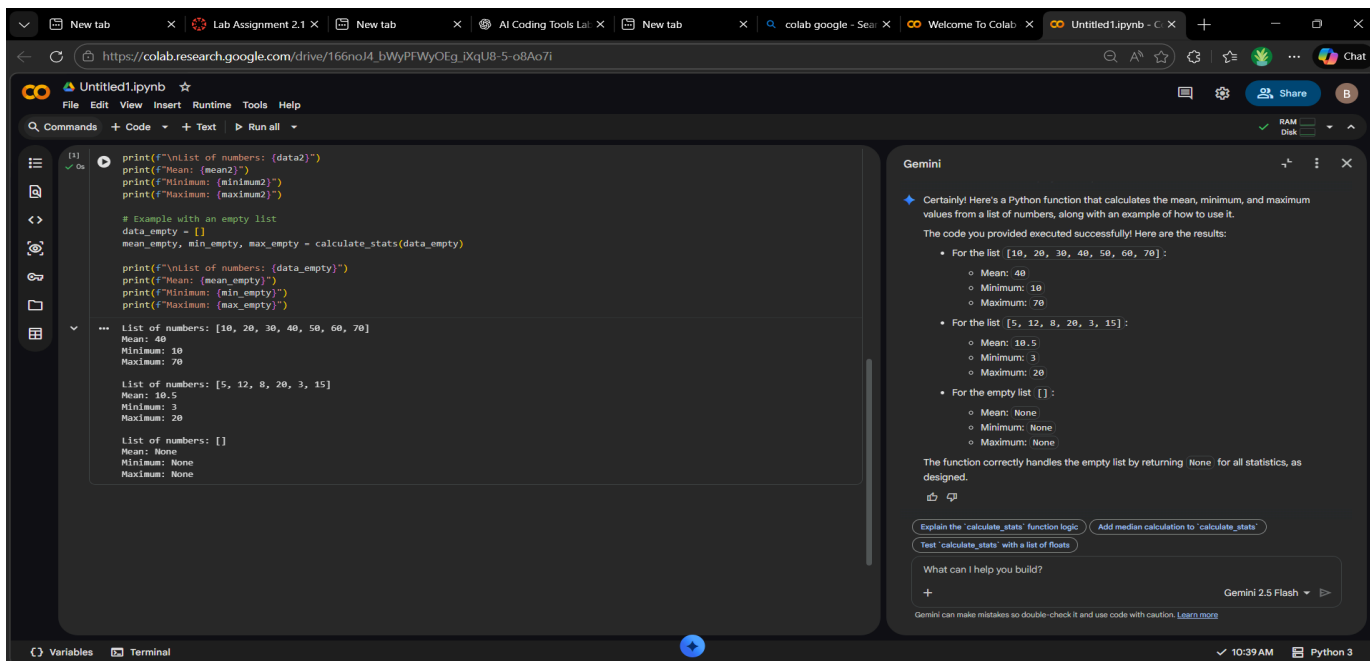 New tab
Lab Assignment 2.1
New tab
AI Coding Tools Lab
New tab
colab google - Sear
Welcome To Colab
Untitled1.ipynb - C
https://colab.research.google.com/drive/166noJ4_bWyPFWyOEg_iXqU8-5-o8Ao7i
Chat
Untitled1.ipynb
File Edit View Insert Runtime Tools Help
Share
B
Commands + Code + Text Run all
RAM
Disk
[1]
0s
print(f"\nList of numbers: {data2}")
print(f"Mean: {mean2}")
print(f"Minimum: {minimum2}")
print(f"Maximum: {maximum2}")
# Example with an empty list
data_empty = []
mean_empty, min_empty, max_empty = calculate_stats(data_empty)
print(f"\nList of numbers: {data_empty}")
print(f"Mean: {mean_empty}")
print(f"Minimum: {min_empty}")
print(f"Maximum: {max_empty}")
List of numbers: [10, 20, 30, 40, 50, 60, 70]
Mean: 40
Minimum: 10
Maximum: 70
List of numbers: [5, 12, 8, 20, 3, 15]
Mean: 10.5
Minimum: 3
Maximum: 20
List of numbers: []
Mean: None
Minimum: None
Maximum: None
Gemini
Certainly! Here's a Python function that calculates the mean, minimum, and maximum
values from a list of numbers, along with an example of how to use it.
The code you provided executed successfully! Here are the results:
• For the list [10, 20, 30, 40, 50, 60, 70] :
Mean: 40
Minimum: 10
Maximum: 70
• For the list [5, 12, 8, 20, 3, 15] :
Mean: 10.5
Minimum: 3
Maximum: 20
• For the empty list [] :
Mean: None
Minimum: None
Maximum: None
The function correctly handles the empty list by returning None for all statistics, as
designed.
Explain the `calculate_stats` function logic
Add median calculation to `calculate_stats`
Test `calculate_stats` with a list of floats
What can I help you build?
+
Gemini 2.5 Flash
Gemini can make mistakes so double-check it and use code with caution. Learn more
{} Variables
Terminal
10:39 AM
Python 3